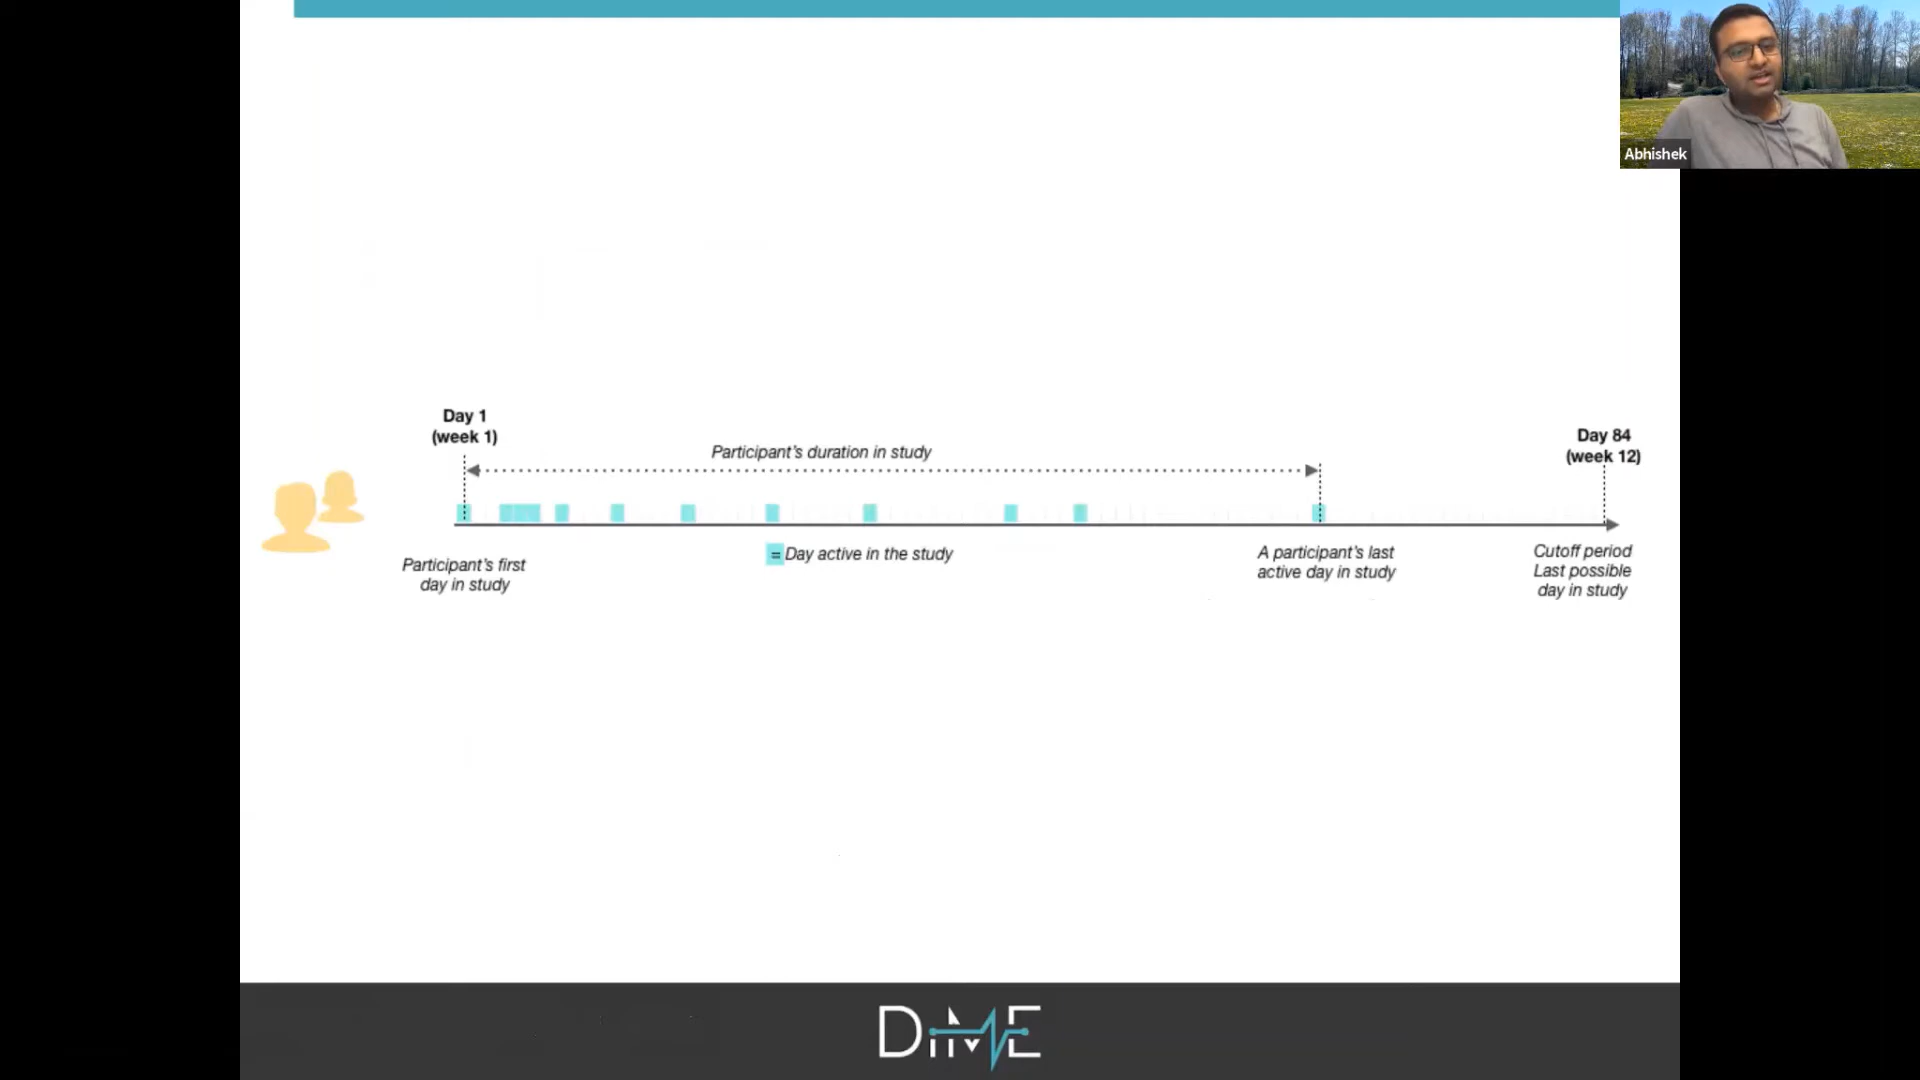 Abhishek
Day 1
(week 1)
Participant's duration in study
Day 84
(week 12)
= Day active in the study
Participant's first
day in study
A participant's last
active day in study
Cutoff period
Last possible
day in study
DiME